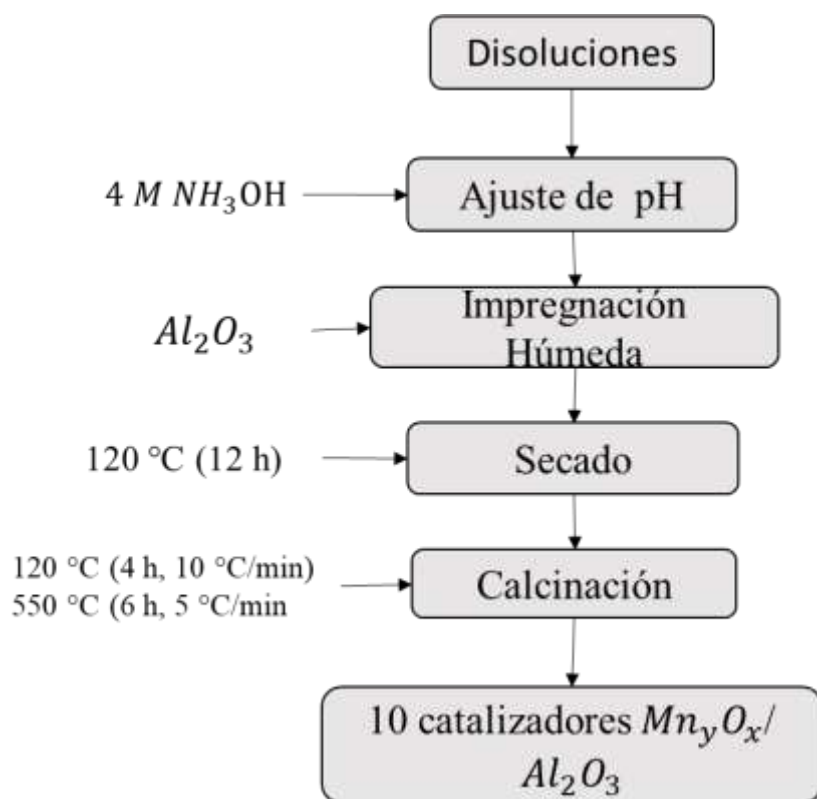 Disoluciones
4 M NH₃OH
Ajuste de pH
Al₂O₃
Impregnación
Húmeda
120 °C (12 h)
Secado
120 °C (4 h, 10 °C/min)
550 °C (6 h, 5 °C/min
Calcinación
10 catalizadores MnᵧOₓ/
Al₂O₃